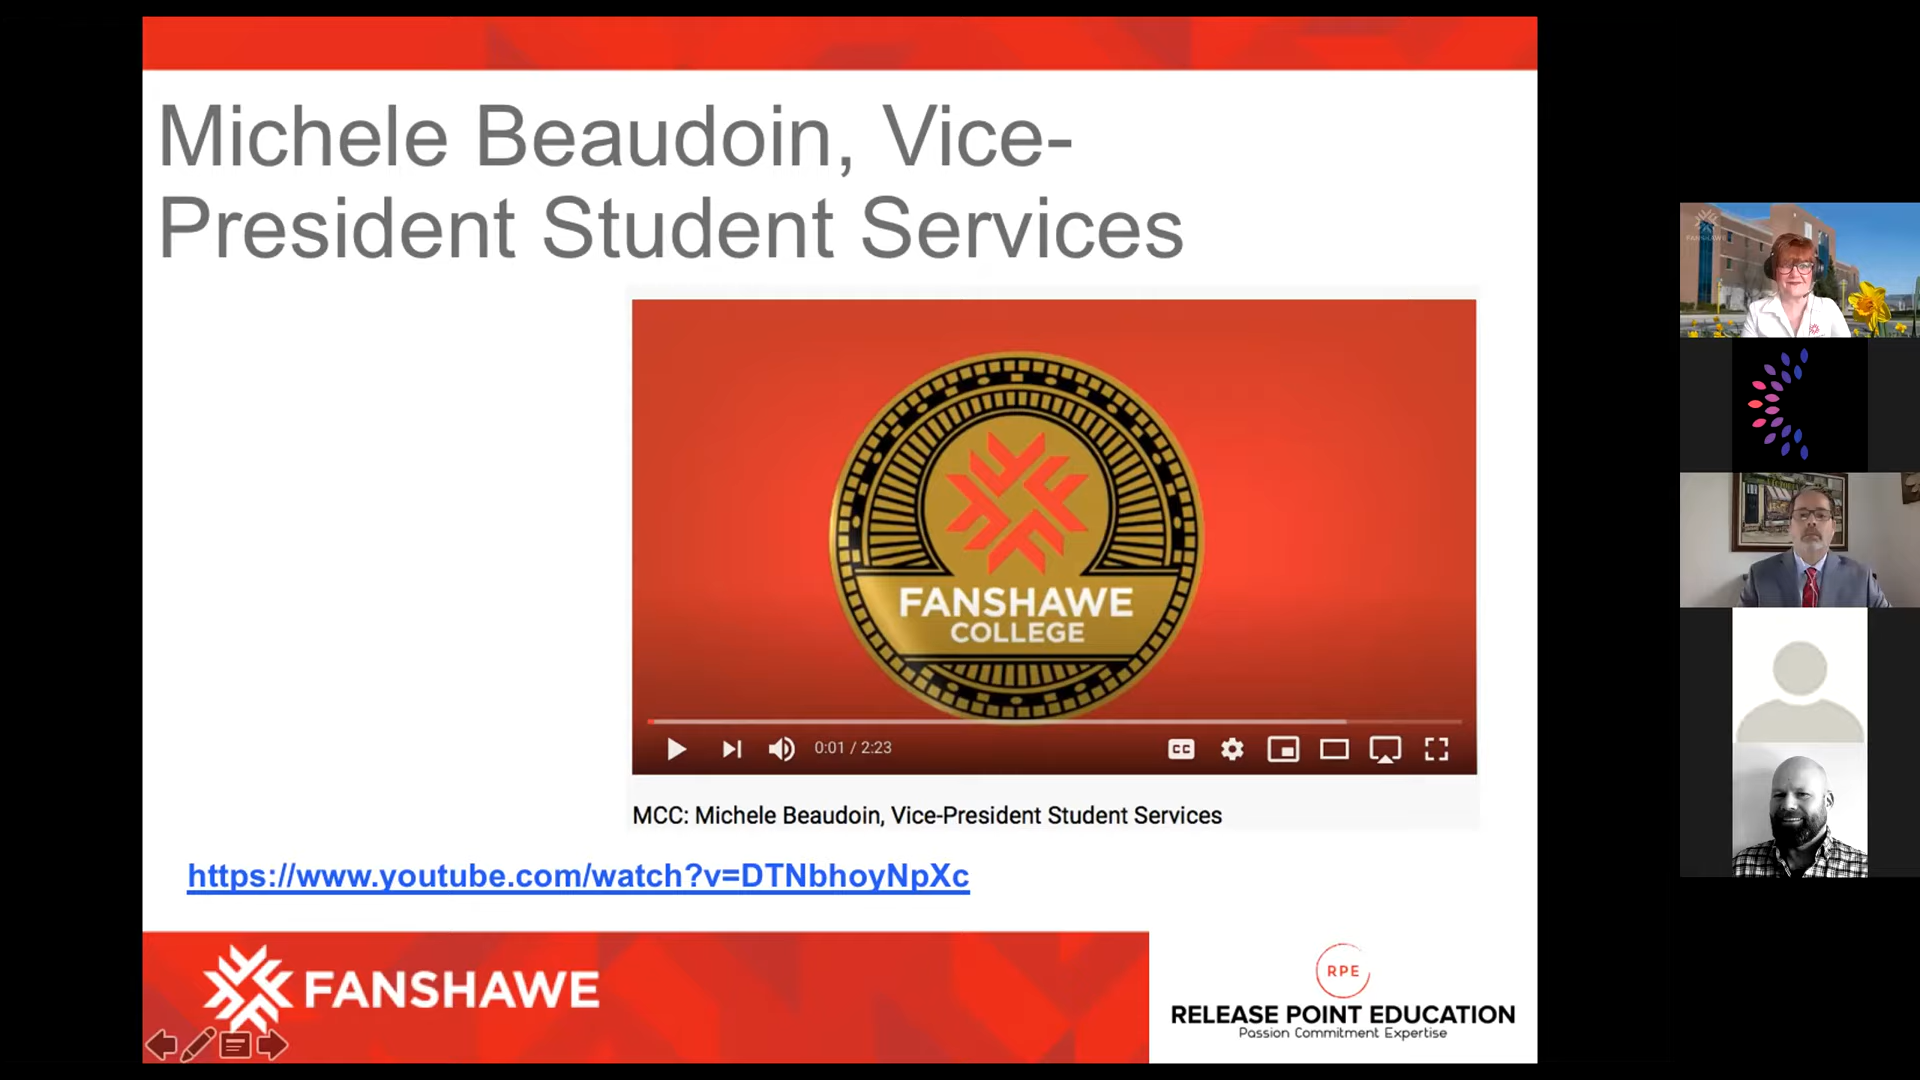 Michele Beaudoin, Vice-
President Student Services
FANSHAWE
COLLEGE
0:01 / 2:23
CC
MCC: Michele Beaudoin, Vice-President Student Services
https://www.youtube.com/watch?v=DTNbhoyNpXc
FANSHAWE
RPE
RELEASE POINT EDUCATION
Passion Commitment Expertise
FANSHAWE